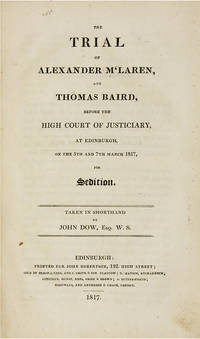 THE
TRIAL
OF
ALEXANDER M'LAREN,
AND
THOMAS BAIRD,
BEFORE THE
HIGH COURT OF JUSTICIARY,
AT EDINBURGH,
ON THE 5TH AND 7TH MARCH 1817,
FOR
Sedition.
TAKEN IN SHORTHAND
BY
JOHN DOW, Esq. W. S.
EDINBURGH:
PRINTED FOR JOHN ROBERTSON, 132 HIGH STREET;
1817.